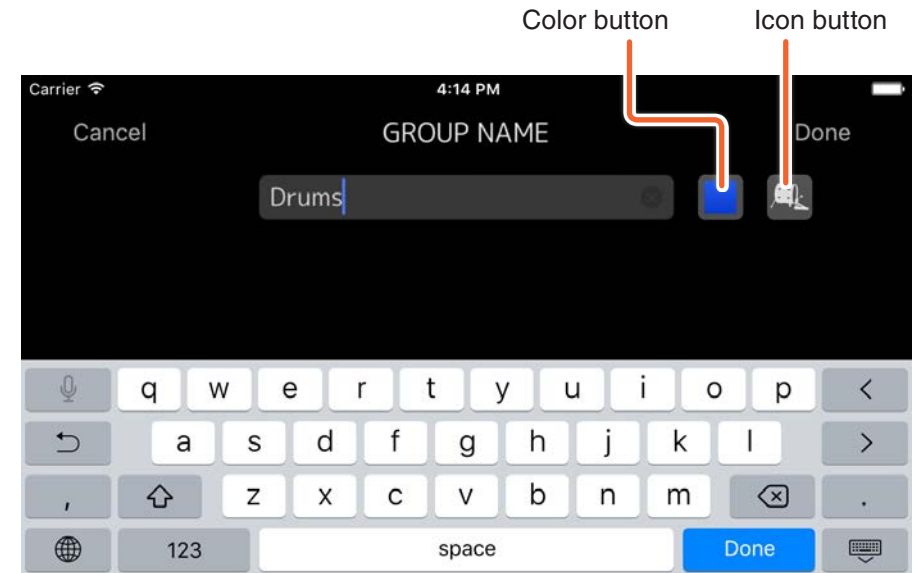 Color button Icon button
Carrier 4:14 PM
Cancel GROUP NAME Done
Drums
q w e r t y u i o p <
a s d f g h j k l >
, z x c v b n m .
123 space Done